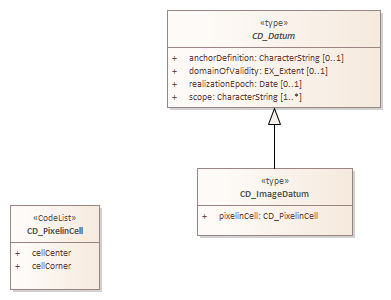 «type»
CD_Datum
+ anchorDefinition: CharacterString [0..1]
+ domainOfValidity: EX_Extent [0..1]
+ realizationEpoch: Date [0..1]
+ scope: CharacterString [1..*]
«type»
CD_ImageDatum
+ pixelinCell: CD_PixelinCell
«CodeList»
CD_PixelinCell
+ cellCenter
+ cellCorner